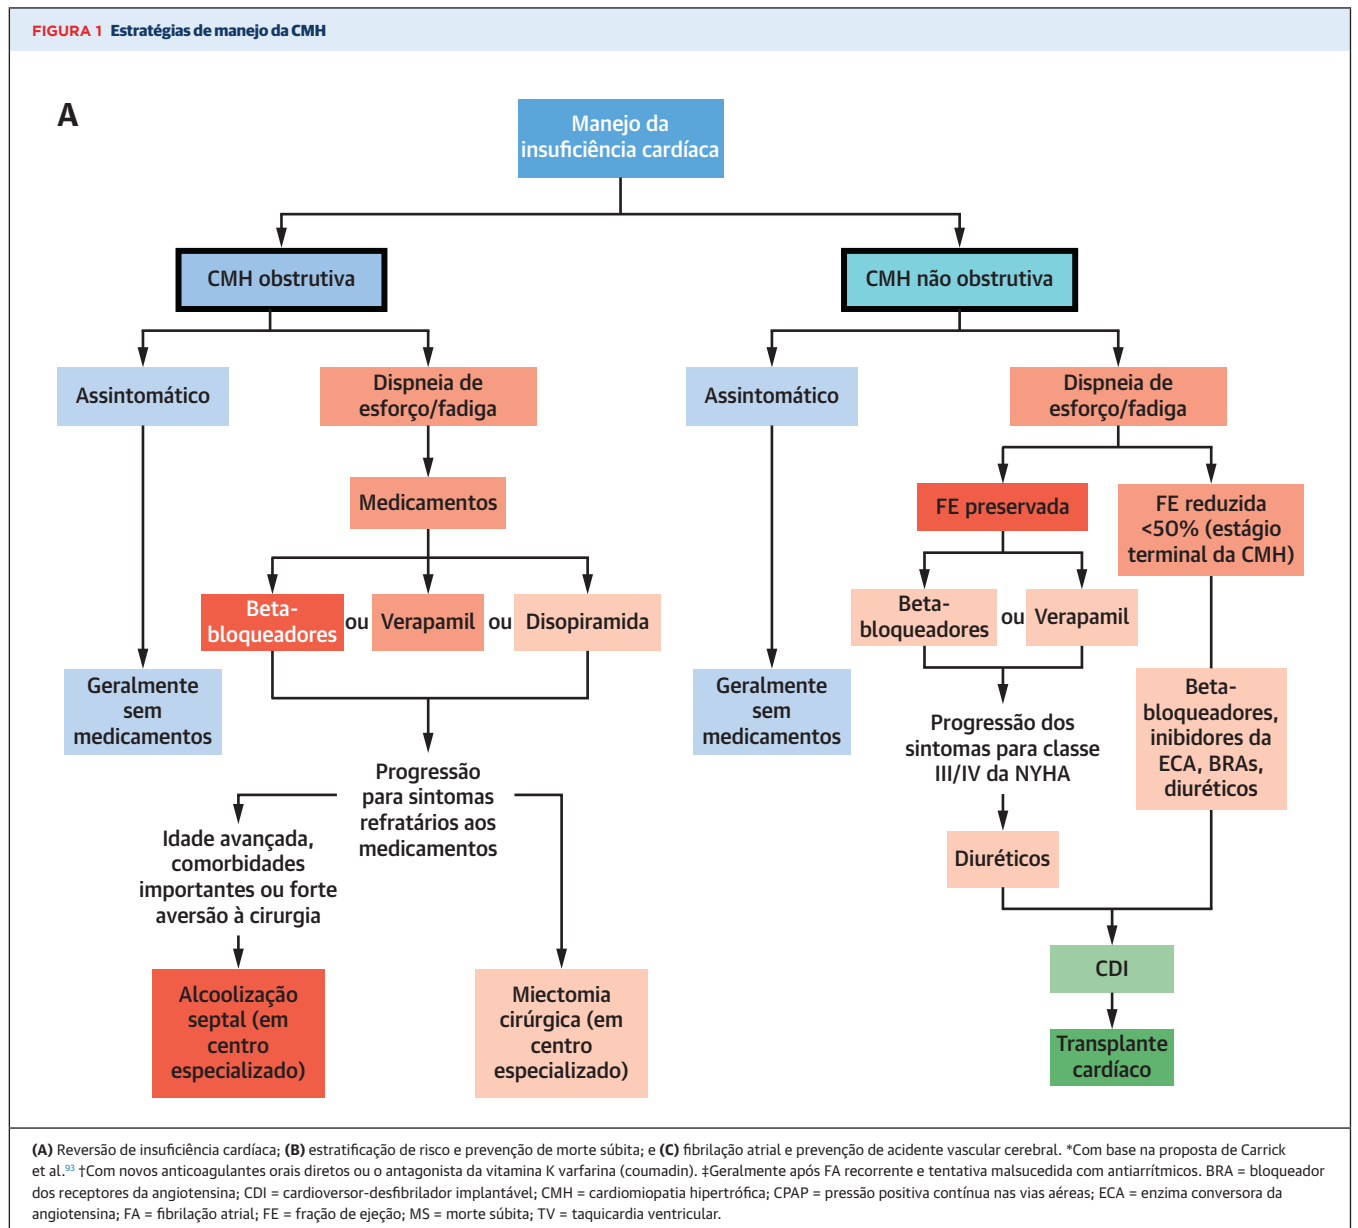 FIGURA 1 Estratégias de manejo da CMH
A
Manejo da
insuficiência cardíaca
CMH obstrutiva
CMH não obstrutiva
Assintomático
Dispneia de
esforço/fadiga
Assintomático
Dispneia de
esforço/fadiga
Medicamentos
FE preservada
FE reduzida
<50% (estágio
terminal da CMH)
Beta-
bloqueadores
ou
Verapamil
ou
Disopiramida
Beta-
bloqueadores
ou
Verapamil
Geralmente
sem
medicamentos
Geralmente
sem
medicamentos
Beta-
bloqueadores,
inibidores da
ECA, BRAs,
diuréticos
Progressão
para sintomas
refratários aos
medicamentos
Progressão dos
sintomas para classe
III/IV da NYHA
Idade avançada,
comorbidades
importantes ou forte
aversão à cirurgia
Diuréticos
Alcoolização
septal (em
centro
especializado)
Miectomia
cirúrgica (em
centro
especializado)
CDI
Transplante
cardíaco
(A) Reversão de insuficiência cardíaca; (B) estratificação de risco e prevenção de morte súbita; e (C) fibrilação atrial e prevenção de acidente vascular cerebral. *Com base na proposta de Carrick
et al.93 †Com novos anticoagulantes orais diretos ou o antagonista da vitamina K varfarina (coumadin). ‡Geralmente após FA recorrente e tentativa malsucedida com antiarrítmicos. BRA = bloqueador
dos receptores da angiotensina; CDI = cardioversor-desfibrilador implantável; CMH = cardiomiopatia hipertrófica; CPAP = pressão positiva contínua nas vias aéreas; ECA = enzima conversora da
angiotensina; FA = fibrilação atrial; FE = fração de ejeção; MS = morte súbita; TV = taquicardia ventricular.